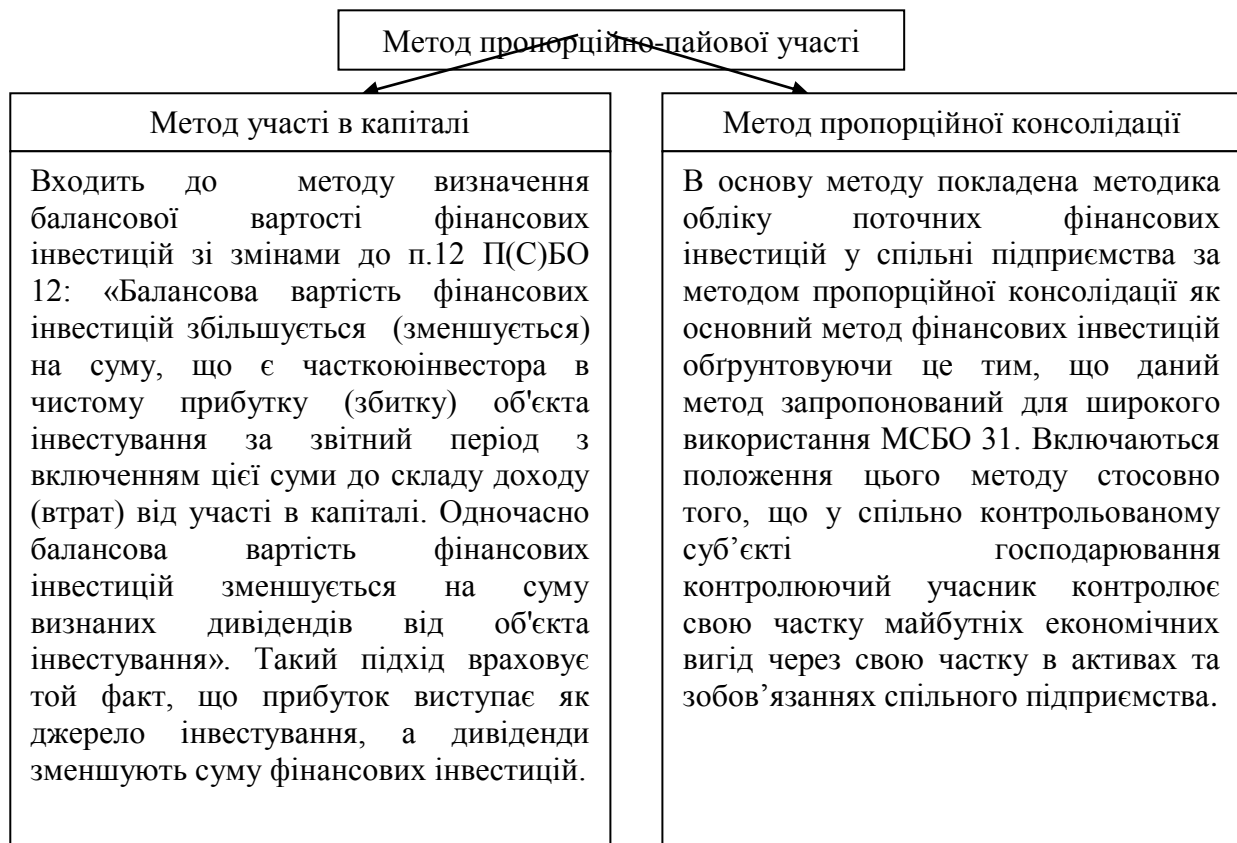 Метод пропорційно-пайової участі
Метод участі в капіталі
Входить до методу визначення
балансової вартості фінансових
інвестицій зі змінами до п.12 П(С)БО
12: «Балансова вартість фінансових
інвестицій збільшується (зменшується)
на суму, що є часткоюінвестора в
чистому прибутку (збитку) об'єкта
інвестування за звітний період з
включенням цієї суми до складу доходу
(втрат) від участі в капіталі. Одночасно
балансова вартість фінансових
інвестицій зменшується на суму
визнаних дивідендів від об'єкта
інвестування». Такий підхід враховує
той факт, що прибуток виступає як
джерело інвестування, а дивіденди
зменшують суму фінансових інвестицій.
Метод пропорційної консолідації
В основу методу покладена методика
обліку поточних фінансових
інвестицій у спільні підприємства за
методом пропорційної консолідації як
основний метод фінансових інвестицій
обґрунтовуючи це тим, що даний
метод запропонований для широкого
використання МСБО 31. Включаються
положення цього методу стосовно
того, що у спільно контрольованому
суб’єкті господарювання
контролюючий учасник контролює
свою частку майбутніх економічних
вигід через свою частку в активах та
зобов’язаннях спільного підприємства.